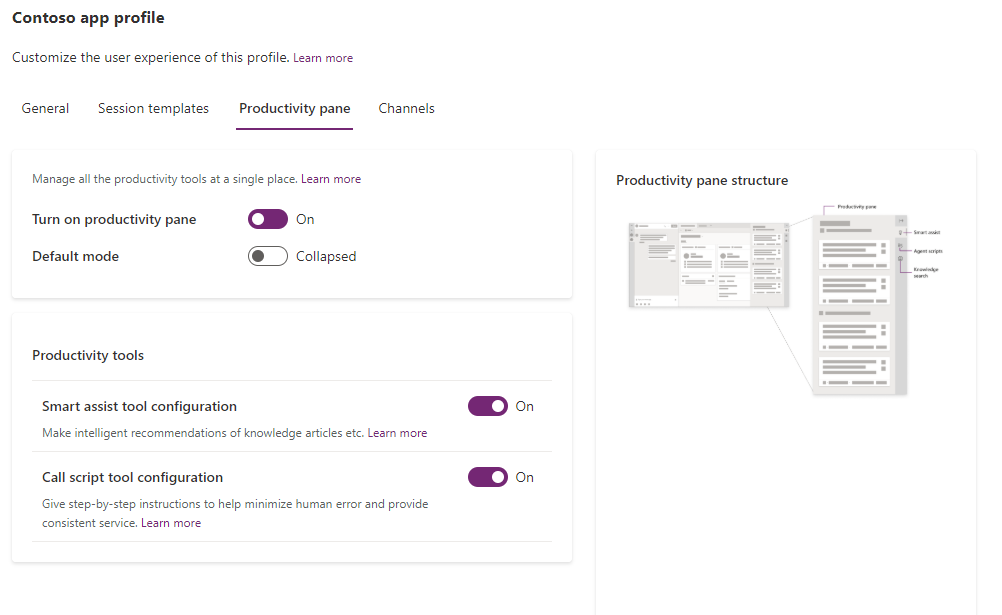 Contoso app profile
Customize the user experience of this profile. Learn more
General Session templates Productivity pane Channels
Manage all the productivity tools at a single place. Learn more
Turn on productivity pane On
Default mode Collapsed
Productivity tools
Smart assist tool configuration On
Make intelligent recommendations of knowledge articles etc. Learn more
Call script tool configuration On
Give step-by-step instructions to help minimize human error and provide
consistent service. Learn more
Productivity pane structure
Productivity pane
Smart assist
Agent scripts
Knowledge
search